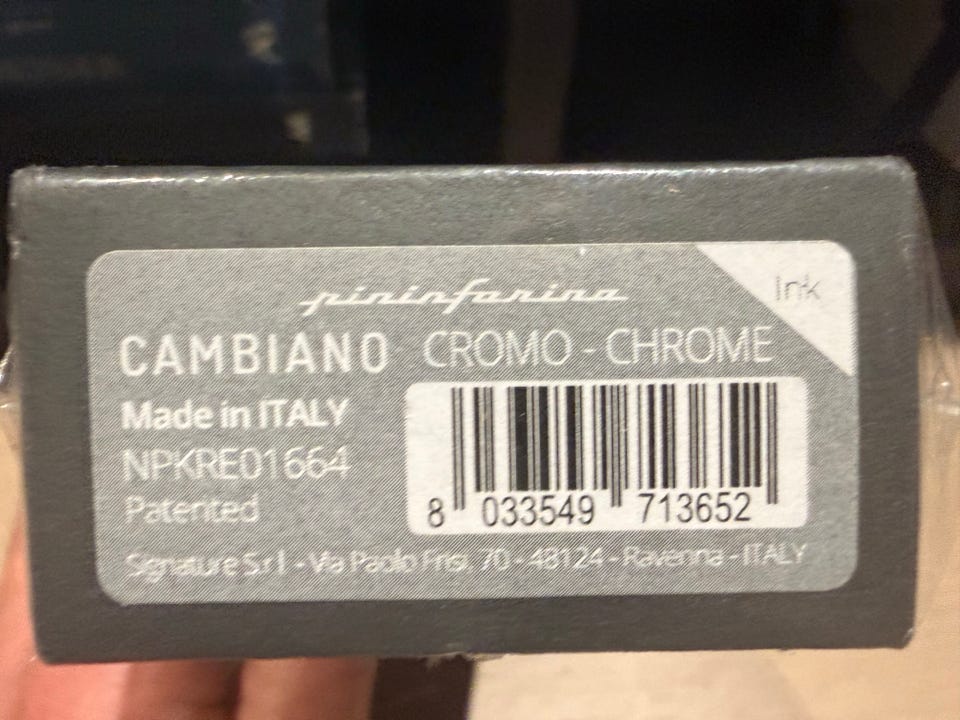 pininfarina
Ink
CAMBIANO CROMO - CHROME
Made in ITALY
NPKRE01664
Patented
8 033549 713652
Signature S.r.l - Via Paolo Frisi, 70 - 48124 - Ravenna - ITALY